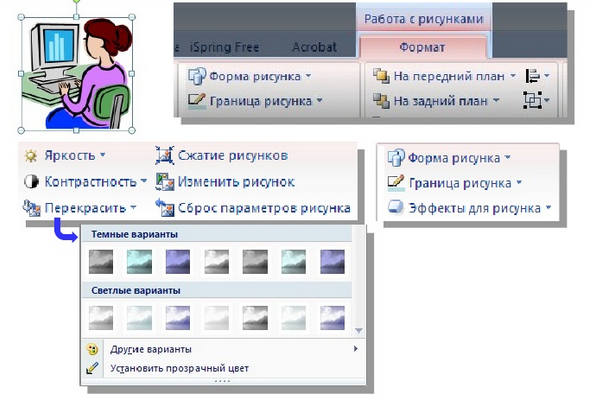 Работа с рисунками
iSpring Free Acrobat Формат
Форма рисунка На передний план
Граница рисунка На задний план
Яркость Сжатие рисунков
Контрастность Изменить рисунок
Перекрасить Сброс параметров рисунка
Форма рисунка
Граница рисунка
Эффекты для рисунка
Темные варианты
Светлые варианты
Другие варианты
Установить прозрачный цвет